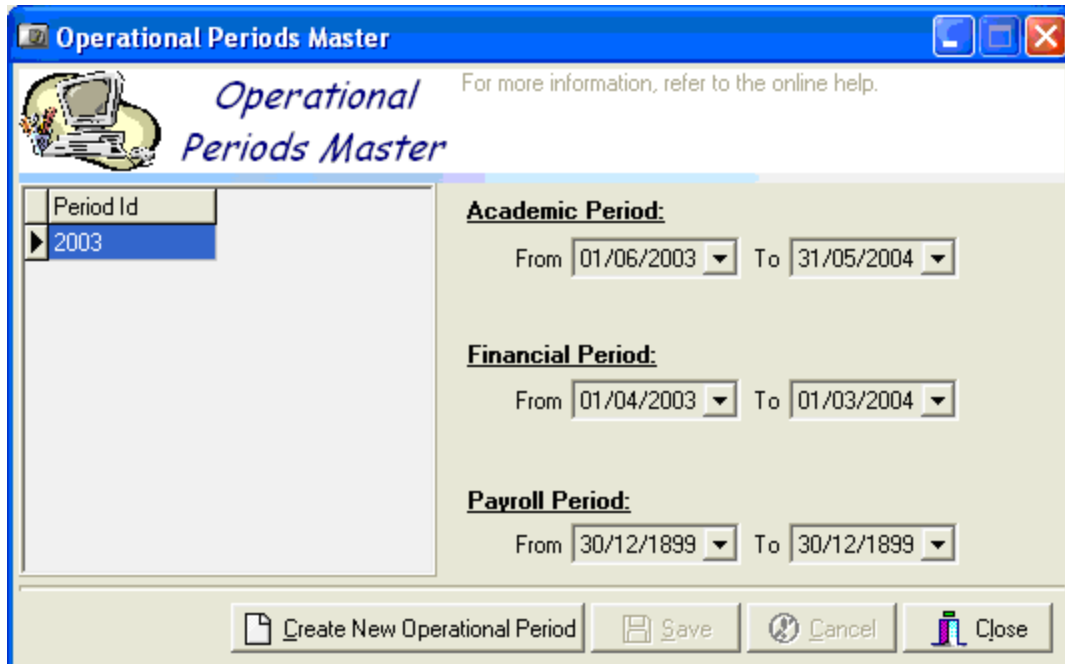 Operational Periods Master
Operational
Periods Master
For more information, refer to the online help.
Period Id
2003
Academic Period:
From 01/06/2003 To 31/05/2004
Financial Period:
From 01/04/2003 To 01/03/2004
Payroll Period:
From 30/12/1899 To 30/12/1899
Create New Operational Period Save Cancel Close